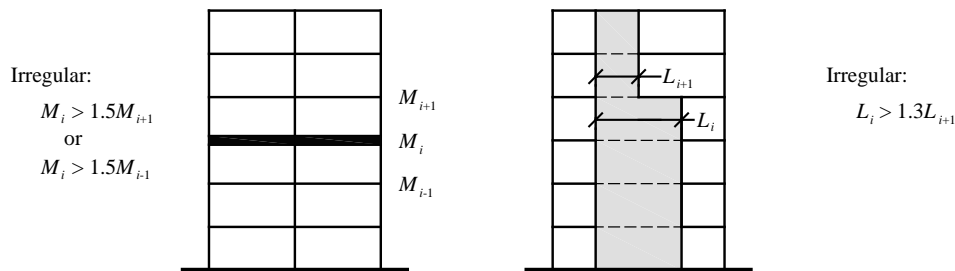 Irregular:
M_i > 1.5M_{i+1}
or
M_i > 1.5M_{i-1}
M_{i+1}
M_i
M_{i-1}
L_{i+1}
L_i
Irregular:
L_i > 1.3L_{i+1}